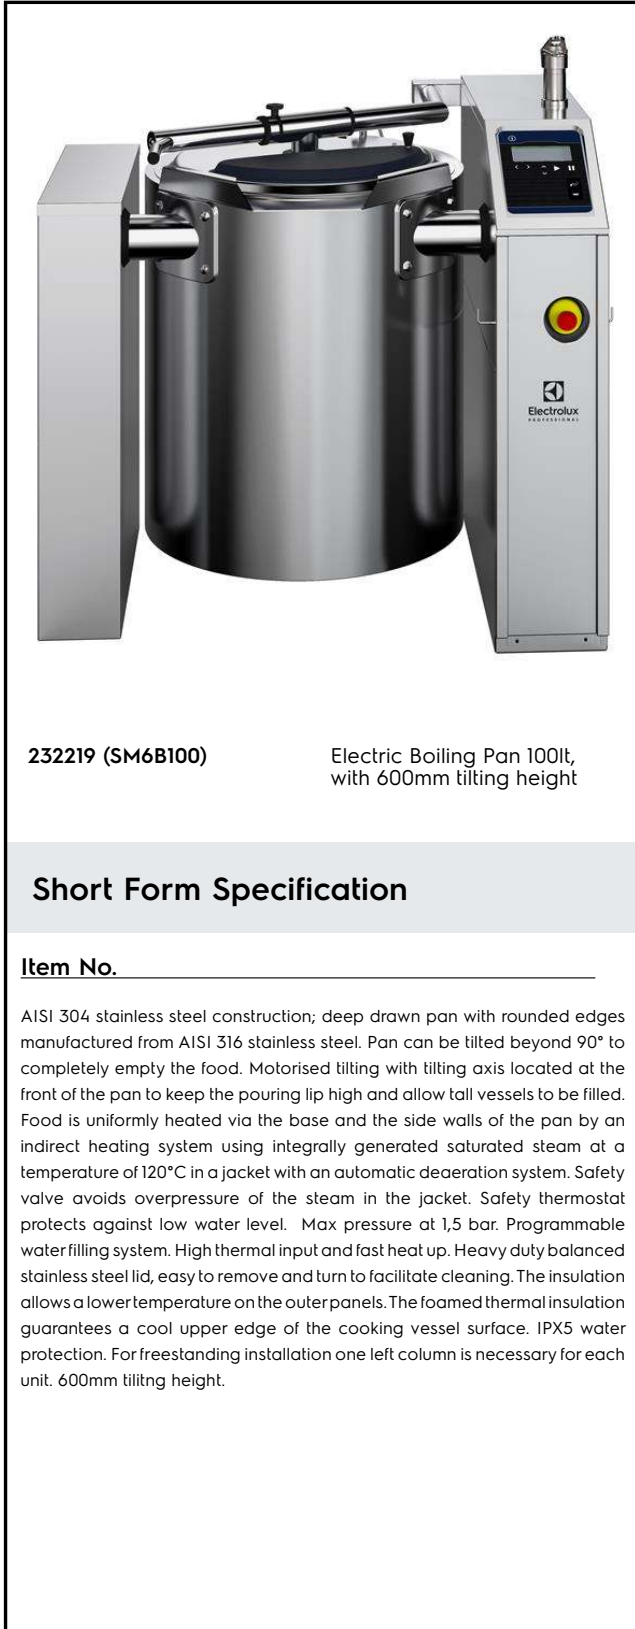 Electrolux
PROFESSIONAL
232219 (SM6B100)
Electric Boiling Pan 100lt,
with 600mm tilting height
Short Form Specification
Item No.
AISI 304 stainless steel construction; deep drawn pan with rounded edges
manufactured from AISI 316 stainless steel. Pan can be tilted beyond 90° to
completely empty the food. Motorised tilting with tilting axis located at the
front of the pan to keep the pouring lip high and allow tall vessels to be filled.
Food is uniformly heated via the base and the side walls of the pan by an
indirect heating system using integrally generated saturated steam at a
temperature of 120°C in a jacket with an automatic deaeration system. Safety
valve avoids overpressure of the steam in the jacket. Safety thermostat
protects against low water level. Max pressure at 1,5 bar. Programmable
water filling system. High thermal input and fast heat up. Heavy duty balanced
stainless steel lid, easy to remove and turn to facilitate cleaning. The insulation
allows a lower temperature on the outer panels. The foamed thermal insulation
guarantees a cool upper edge of the cooking vessel surface. IPX5 water
protection. For freestanding installation one left column is necessary for each
unit. 600mm tilitng height.